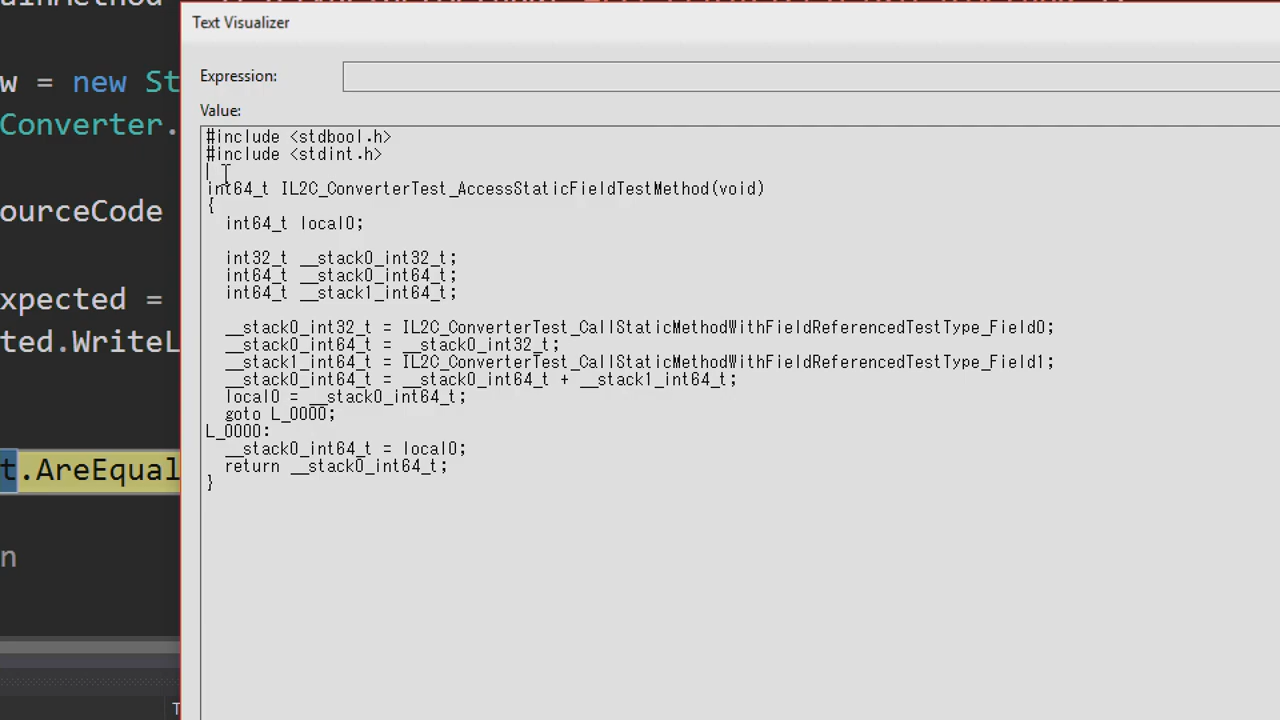 Text Visualizer
w = new St
Expression:
Converter.
Value:
#include <stdbool.h>
#include <stdint.h>
int64_t IL2C_ConverterTest_AccessStaticFieldTestMethod(void)
{
ourceCode
int64_t local0;
int32_t __stack0_int32_t;
int64_t __stack0_int64_t;
int64_t __stack1_int64_t;
xpected =
__stack0_int32_t = IL2C_ConverterTest_CallStaticMethodWithFieldReferencedTestType_Field0;
ted.WriteL
__stack0_int64_t = __stack0_int32_t;
__stack1_int64_t = IL2C_ConverterTest_CallStaticMethodWithFieldReferencedTestType_Field1;
__stack0_int64_t = __stack0_int64_t + __stack1_int64_t;
local0 = __stack0_int64_t;
goto L_0000;
L_0000:
__stack0_int64_t = local0;
return __stack0_int64_t;
}
t.AreEqual
n
T